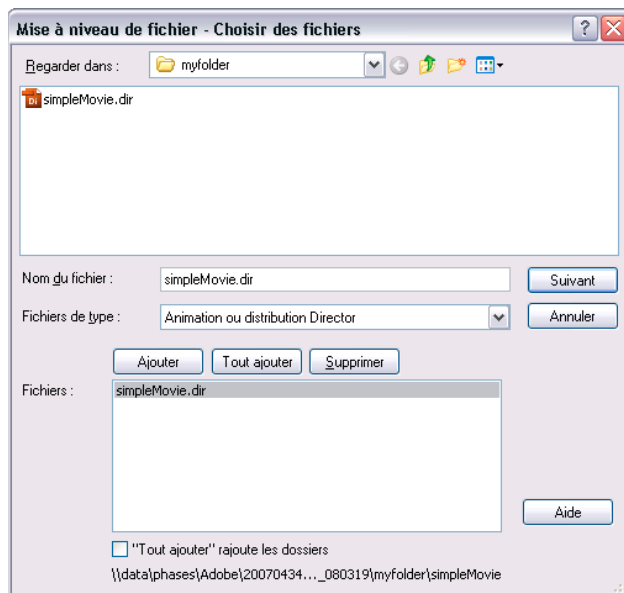 Mise à niveau de fichier - Choisir des fichiers
Regarder dans : myfolder
Di simpleMovie.dir
Nom du fichier : simpleMovie.dir Suivant
Fichiers de type : Animation ou distribution Director Annuler
Ajouter Tout ajouter Supprimer
Fichiers : simpleMovie.dir
Aide
"Tout ajouter" rajoute les dossiers
\\data\phases\Adobe\20070434..._080319\myfolder\simpleMovie